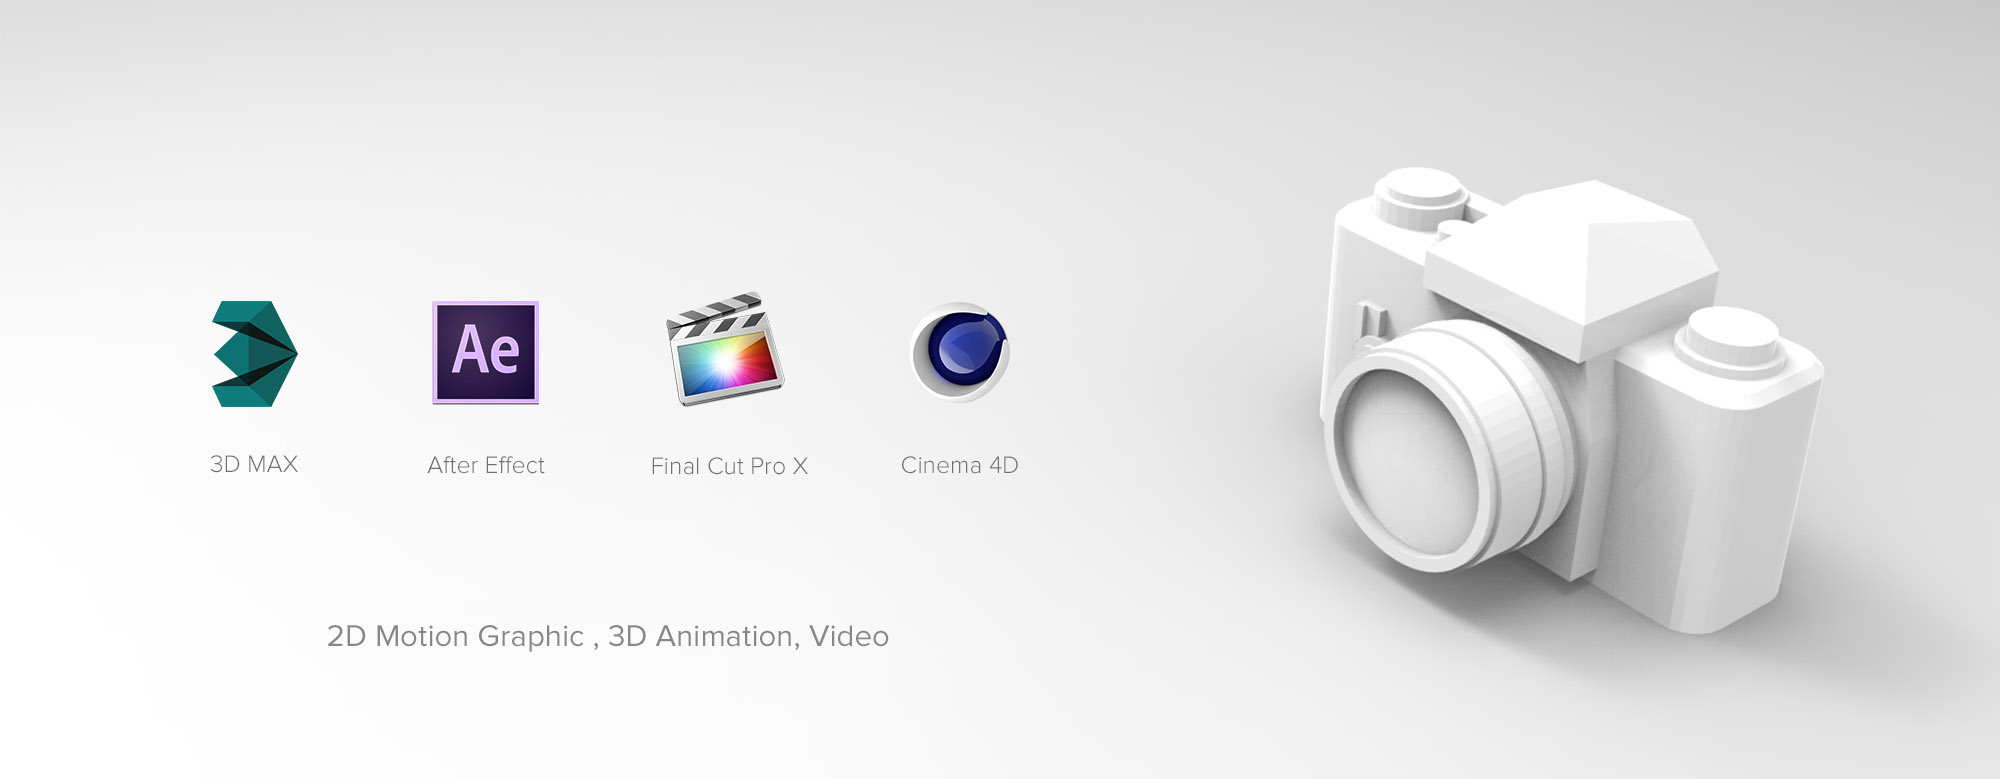 Ae
3D MAX
After Effect
Final Cut Pro X
Cinema 4D
2D Motion Graphic , 3D Animation, Video